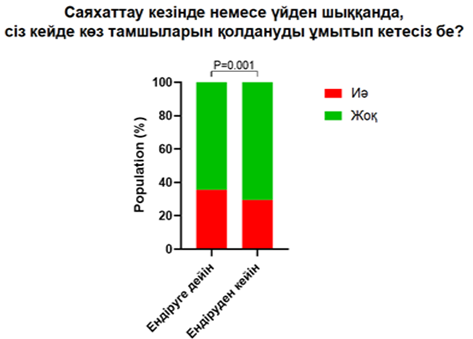 Саяхаттау кезінде немесе үйден шыққанда,
сіз кейде көз тамшыларын қолдануды ұмытып кетесіз бе?
P=0.001
Иә
Жоқ
Population (%)
100
80
60
40
20
0
Ендіруге дейін
Ендіруден кейін